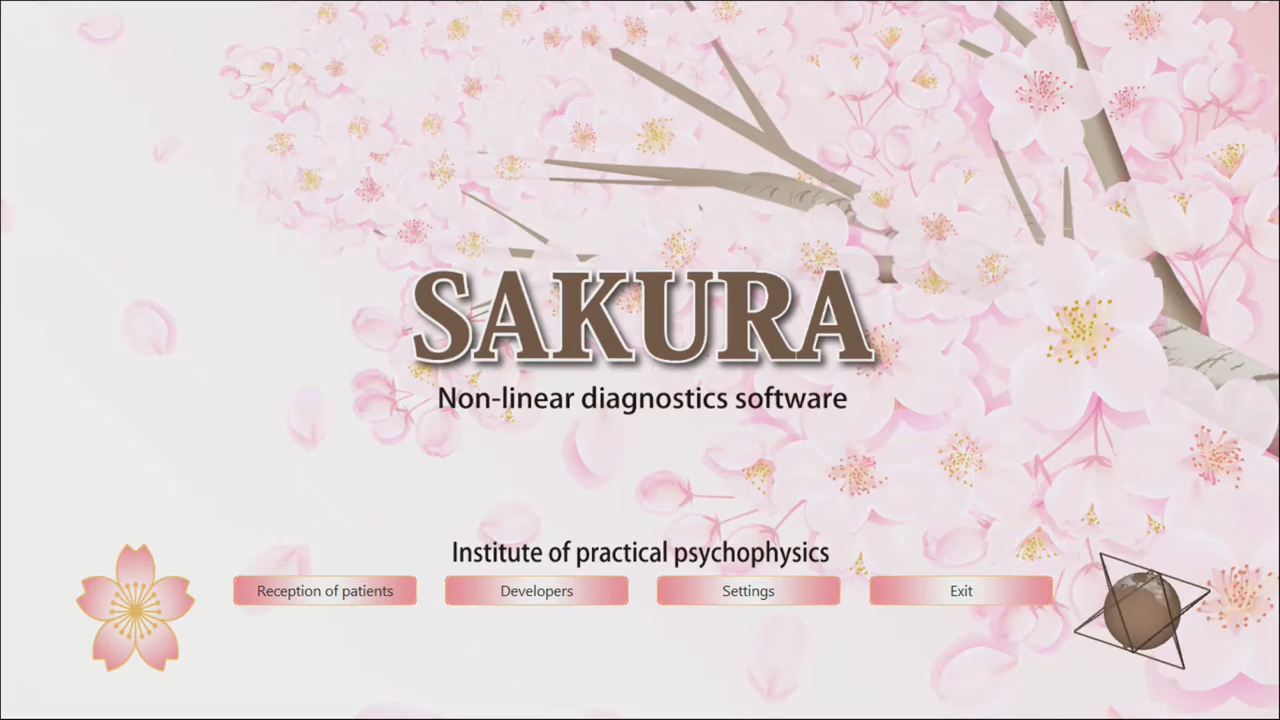 SAKURA
Non-linear diagnostics software
Institute of practical psychophysics
Reception of patients
Developers
Settings
Exit